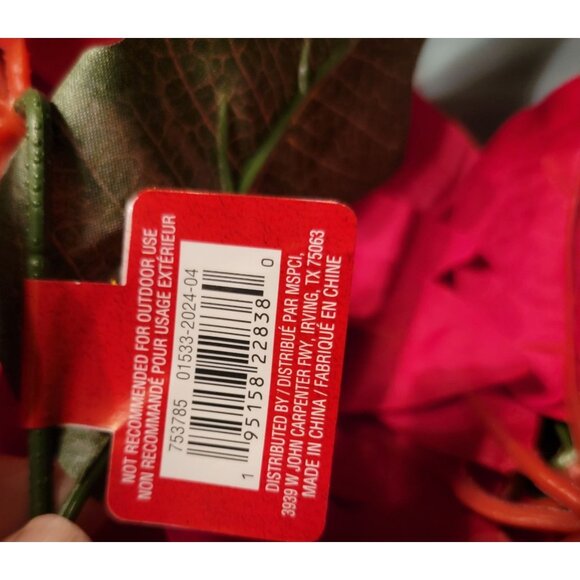 NOT RECOMMENDED FOR OUTDOOR USE
NON RECOMMANDÉ POUR USAGE EXTÉRIEUR
753785 01533-2024-04
1 95158 22838 0
DISTRIBUTED BY / DISTRIBUÉ PAR MSPCI,
3939 W JOHN CARPENTER FWY, IRVING, TX 75063
MADE IN CHINA / FABRIQUÉ EN CHINE